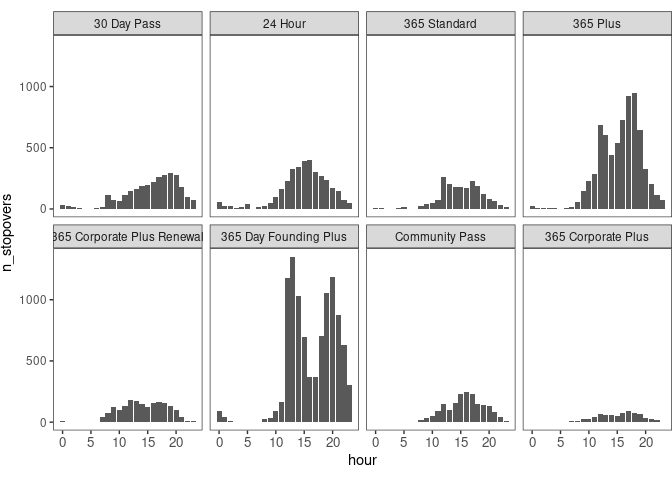 30 Day Pass
24 Hour
365 Standard
365 Plus
1000
500
0
n_stopovers
365 Corporate Plus Renewal
365 Day Founding Plus
Community Pass
365 Corporate Plus
1000
500
0
0 5 10 15 20
0 5 10 15 20
0 5 10 15 20
0 5 10 15 20
hour